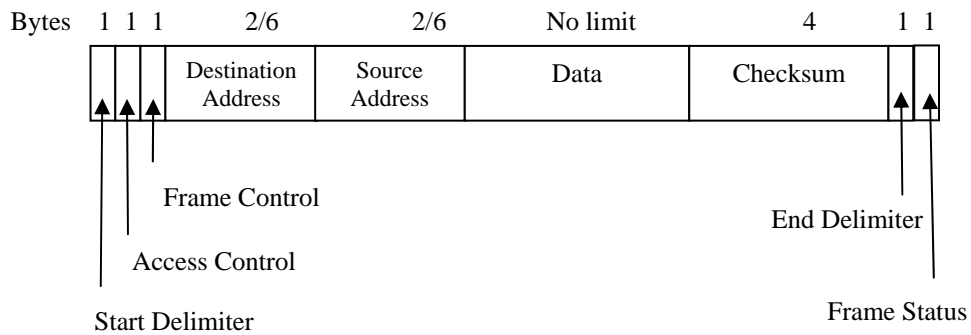 Bytes 1 1 1 2/6 2/6 No limit 4 1 1
Destination Address
Source Address
Data
Checksum
Frame Control
End Delimiter
Access Control
Frame Status
Start Delimiter